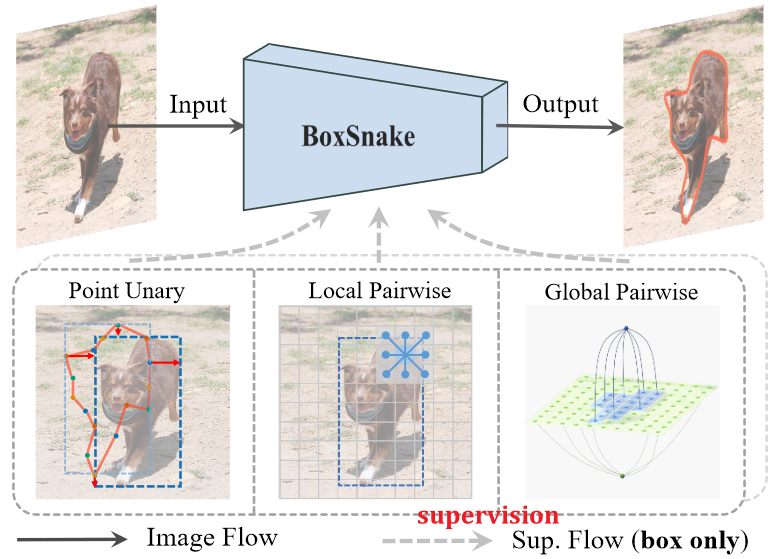 Input
BoxSnake
Output
Point Unary
Local Pairwise
Global Pairwise
supervision
Image Flow
Sup. Flow (box only)